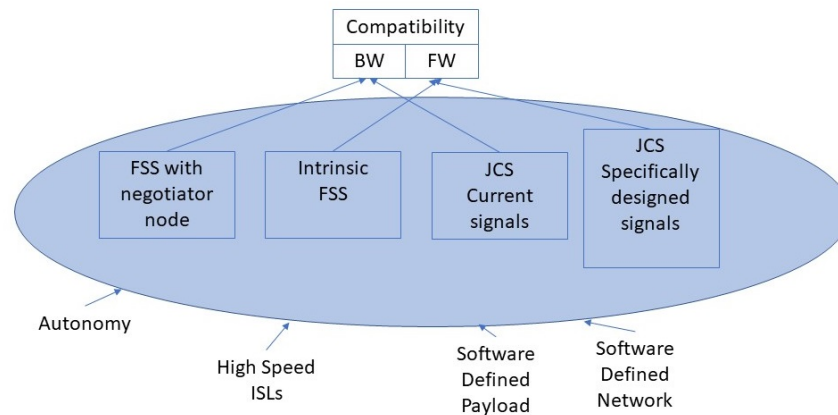 Compatibility
BW FW
FSS with
negotiator
node
Intrinsic
FSS
JCS
Current
signals
JCS
Specifically
designed
signals
Autonomy
High Speed
ISLs
Software
Defined
Payload
Software
Defined
Network